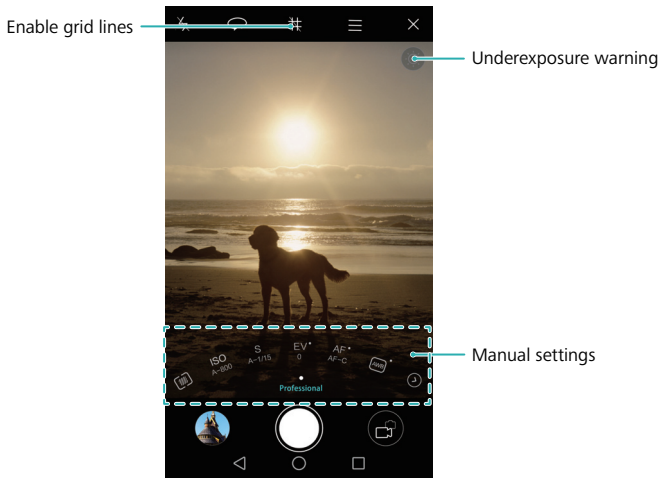 Enable grid lines
Underexposure warning
ISO
A-800
S
A-1/15
EV
0
AF
AF-C
AWB
Manual settings
Professional